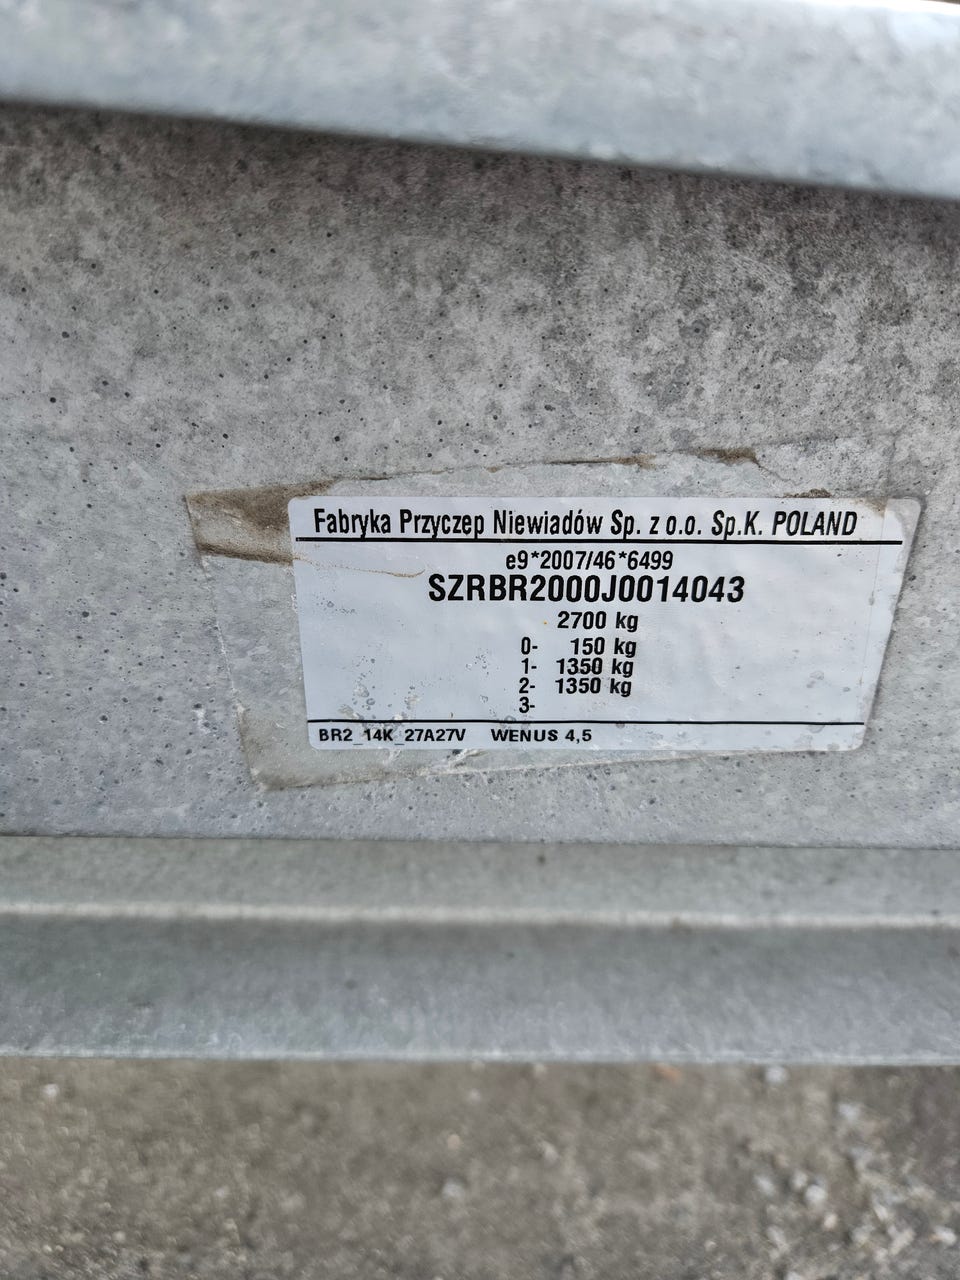 Fabryka Przyczep Niewiadów Sp. z o.o. Sp.K. POLAND
e9*2007/46*6499
SZRBR2000J0014043
2700 kg
0- 150 kg
1- 1350 kg
2- 1350 kg
3-
BR2_14K_27A27V WENUS 4,5